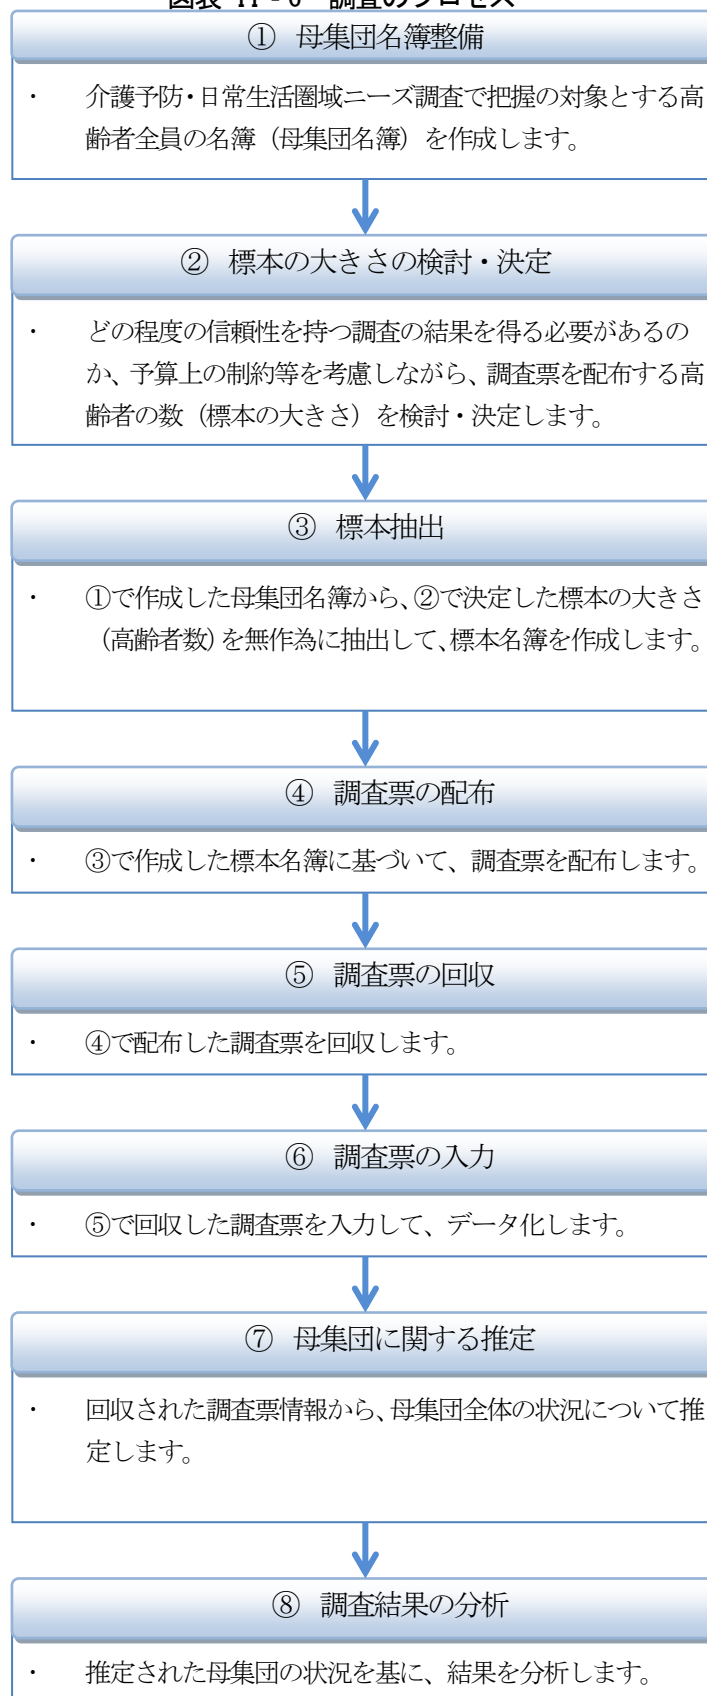 調査のプロセス
① 母集団名簿整備
・ 介護予防・日常生活圏域ニーズ調査で把握の対象とする高
齢者全員の名簿（母集団名簿）を作成します。
② 標本の大きさの検討・決定
・ どの程度の信頼性を持つ調査の結果を得る必要があるの
か、予算上の制約等を考慮しながら、調査票を配布する高
齢者の数（標本の大きさ）を検討・決定します。
③ 標本抽出
・ ①で作成した母集団名簿から、②で決定した標本の大きさ
（高齢者数）を無作為に抽出して、標本名簿を作成します。
④ 調査票の配布
・ ③で作成した標本名簿に基づいて、調査票を配布します。
⑤ 調査票の回収
・ ④で配布した調査票を回収します。
⑥ 調査票の入力
・ ⑤で回収した調査票を入力して、データ化します。
⑦ 母集団に関する推定
・ 回収された調査票情報から、母集団全体の状況について推
定します。
⑧ 調査結果の分析
・ 推定された母集団の状況を基に、結果を分析します。